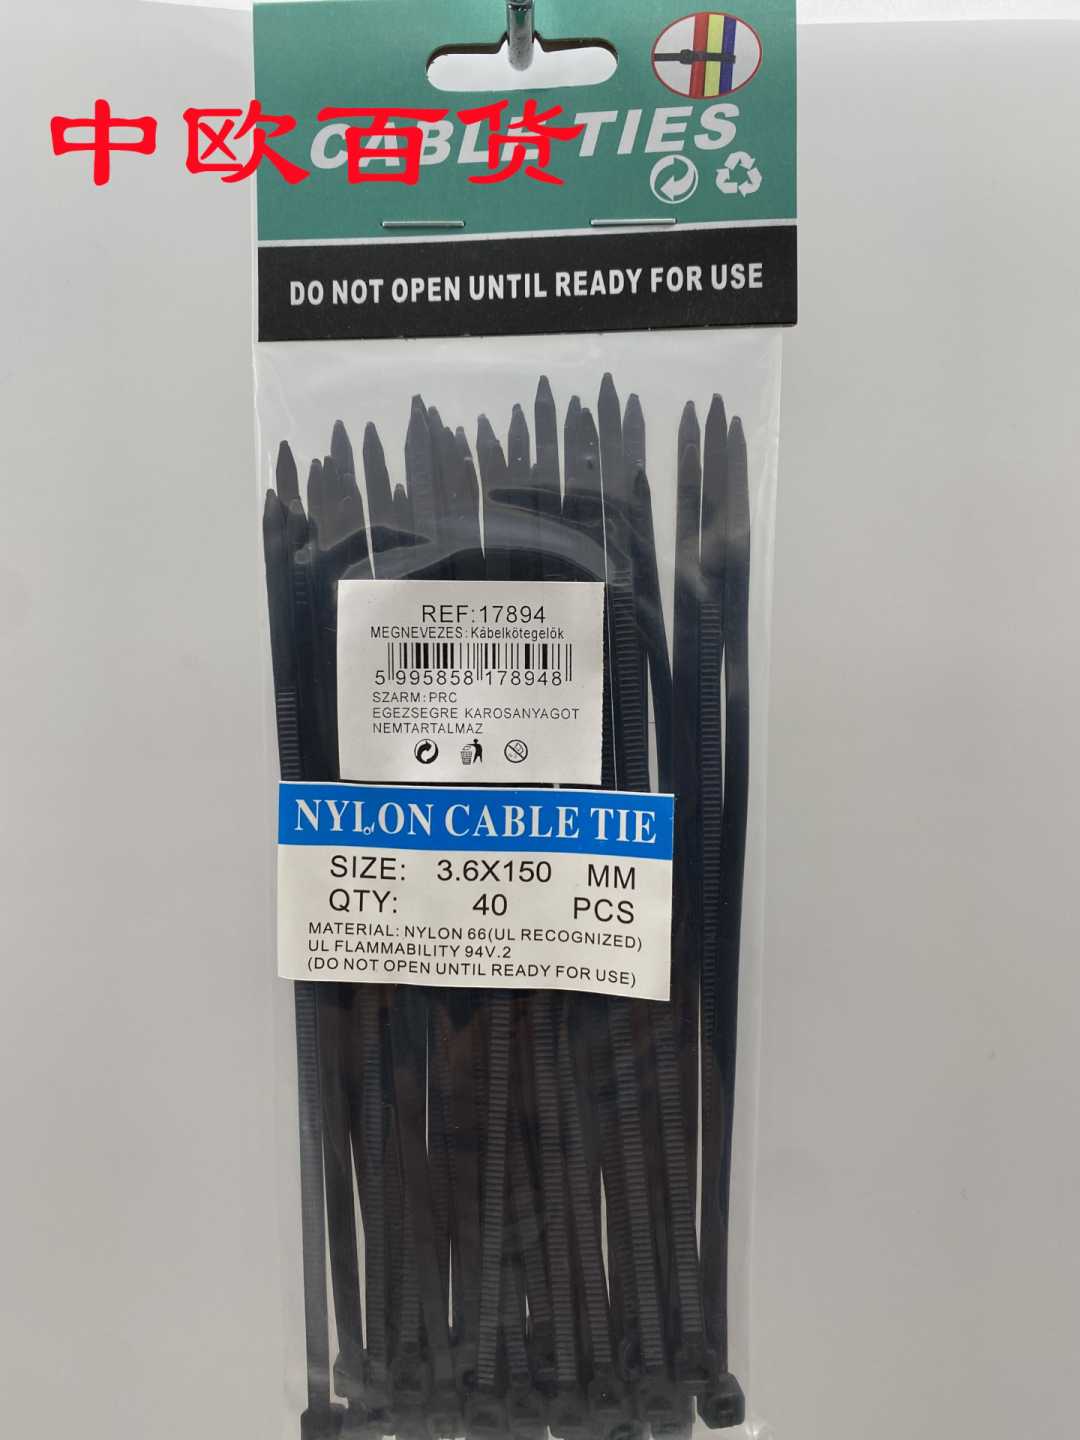 中欧百货
CABLE TIES
DO NOT OPEN UNTIL READY FOR USE
REF:17894
MEGNEVEZES:Kábelkötegelök
5 995858 178948
SZARM:PRC
EGEZSEGRE KAROSANYAGOT
NEMTARTALMAZ
NYLON CABLE TIE
SIZE: 3.6X150 MM
QTY: 40 PCS
MATERIAL: NYLON 66(UL RECOGNIZED)
UL FLAMMABILITY 94V.2
(DO NOT OPEN UNTIL READY FOR USE)